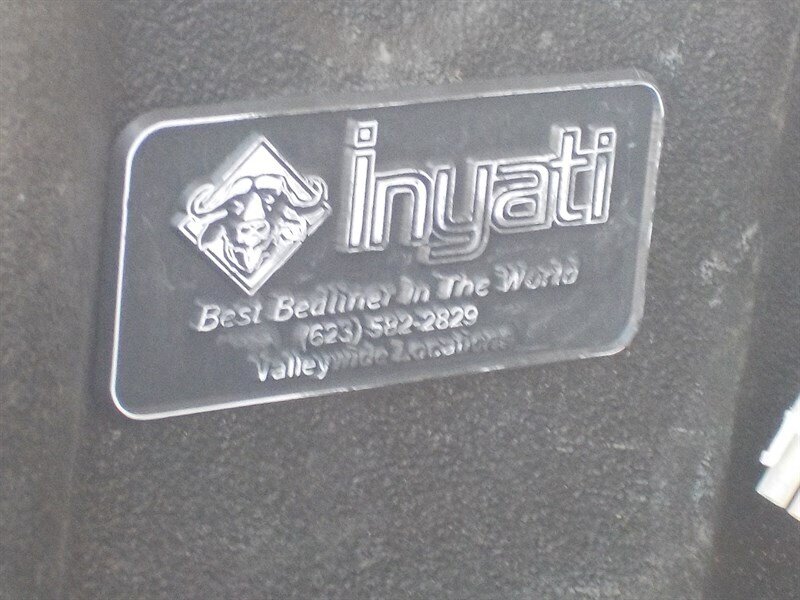 inyati
Best Bedliner In The World
(623) 582-2829
Valleywide Locations